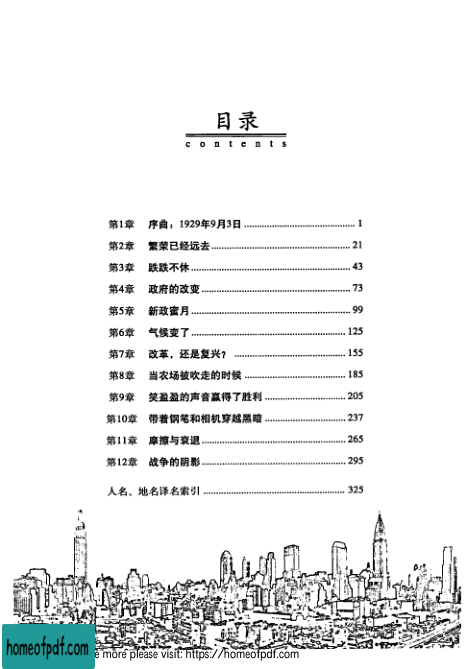 目录
contents
第1章 序曲：1929年9月3日 1
第2章 繁荣已经远去 21
第3章 跌跌不休 43
第4章 政府的改变 73
第5章 新政蜜月 99
第6章 气候变了 125
第7章 改革，还是复兴？ 155
第8章 当农场被吹走的时候 185
第9章 笑盈盈的声音赢得了胜利 205
第10章 带着钢笔和相机穿越黑暗 237
第11章 摩擦与衰退 265
第12章 战争的阴影 295
人名、地名译名索引 325
homeofpdf.com
more please visit: https://homeofpdf.com